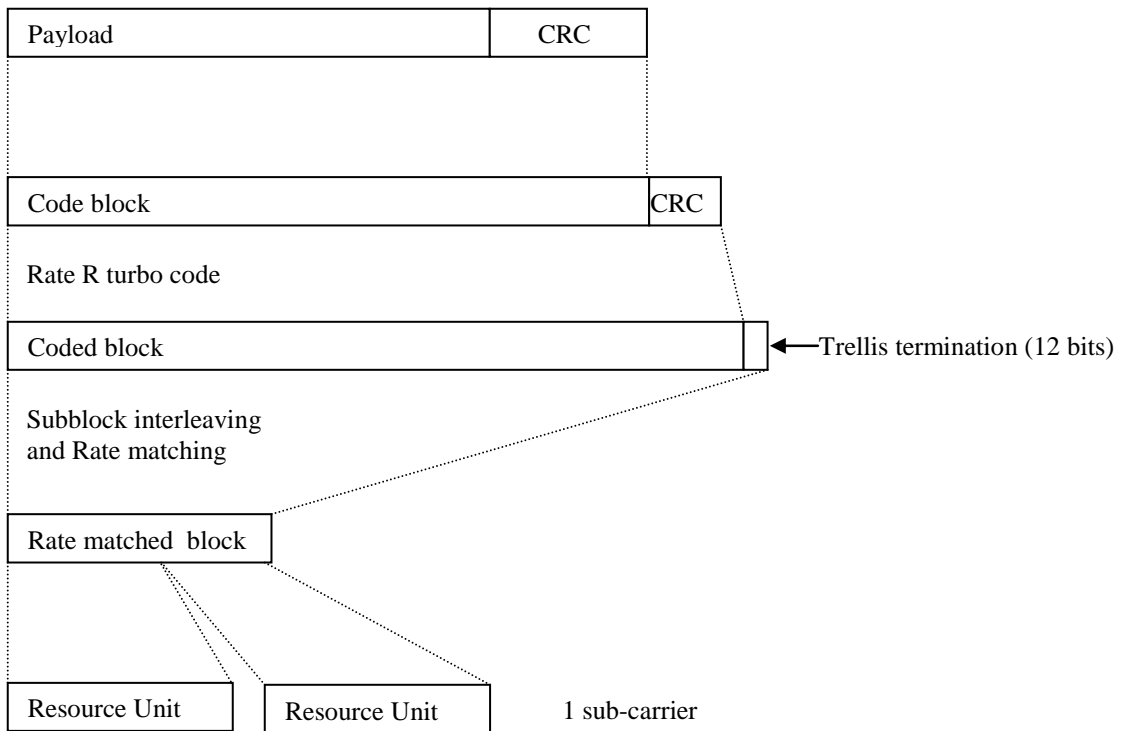 Payload CRC
Code block CRC
Rate R turbo code
Coded block
Trellis termination (12 bits)
Subblock interleaving
and Rate matching
Rate matched block
Resource Unit Resource Unit 1 sub-carrier